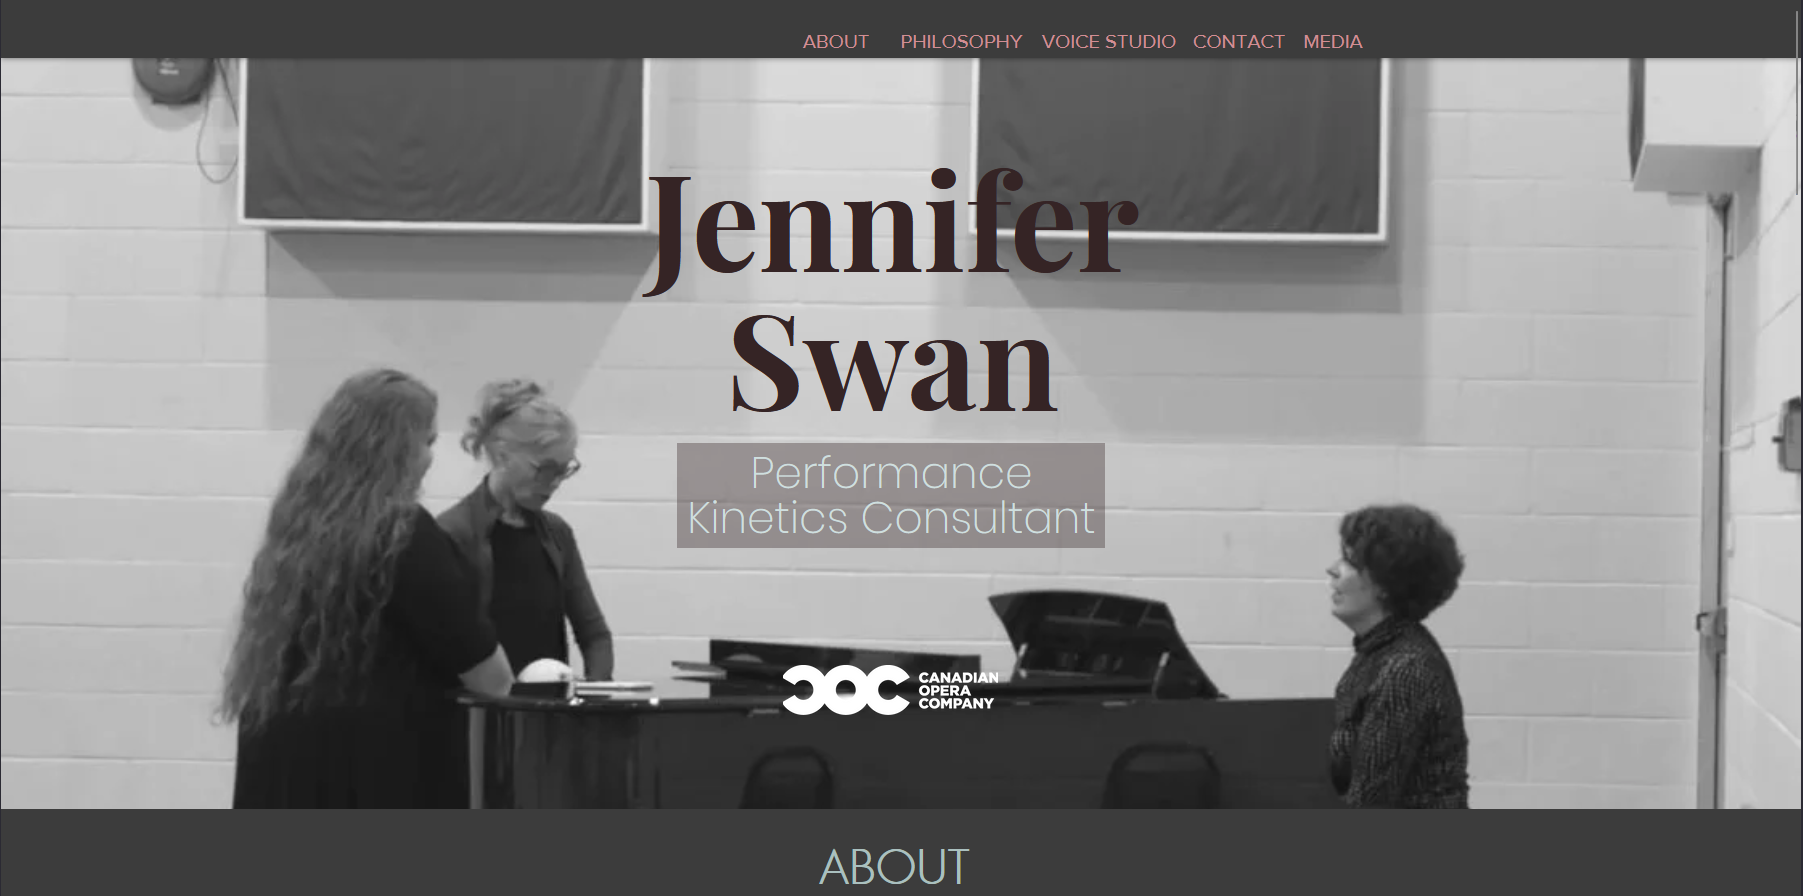 ABOUT PHILOSOPHY VOICE STUDIO CONTACT MEDIA
Jennifer
Swan
Performance
Kinetics Consultant
COC
CANADIAN
OPERA
COMPANY
ABOUT